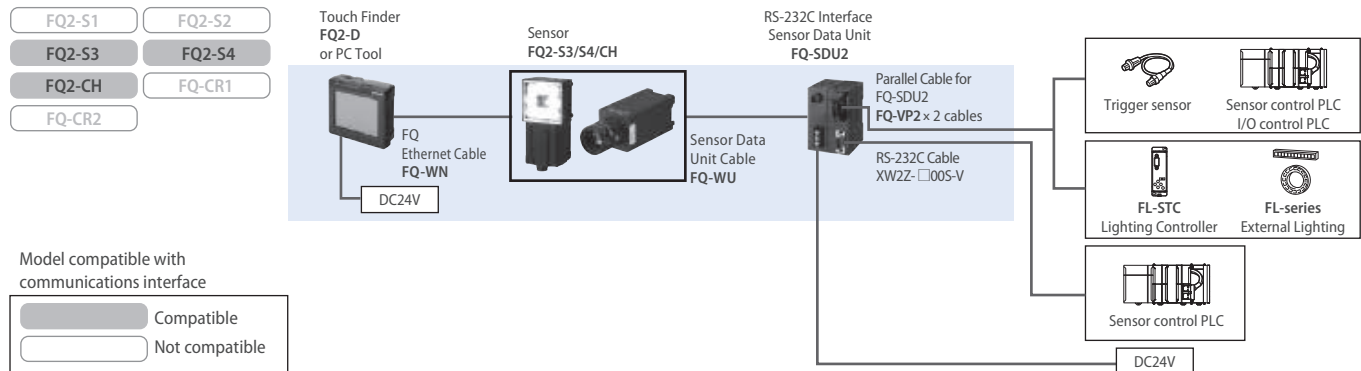 FQ2-S1
FQ2-S2
FQ2-S3
FQ2-S4
FQ2-CH
FQ-CR1
FQ-CR2
Model compatible with
communications interface
Compatible
Not compatible
Touch Finder
FQ2-D
or PC Tool
FQ
Ethernet Cable
FQ-WN
DC24V
Sensor
FQ2-S3/S4/CH
Sensor Data
Unit Cable
FQ-WU
RS-232C Interface
Sensor Data Unit
FQ-SDU2
Parallel Cable for
FQ-SDU2
FQ-VP2 × 2 cables
RS-232C Cable
XW2Z-□00S-V
Trigger sensor
Sensor control PLC
I/O control PLC
FL-STC
Lighting Controller
FL-series
External Lighting
Sensor control PLC
DC24V